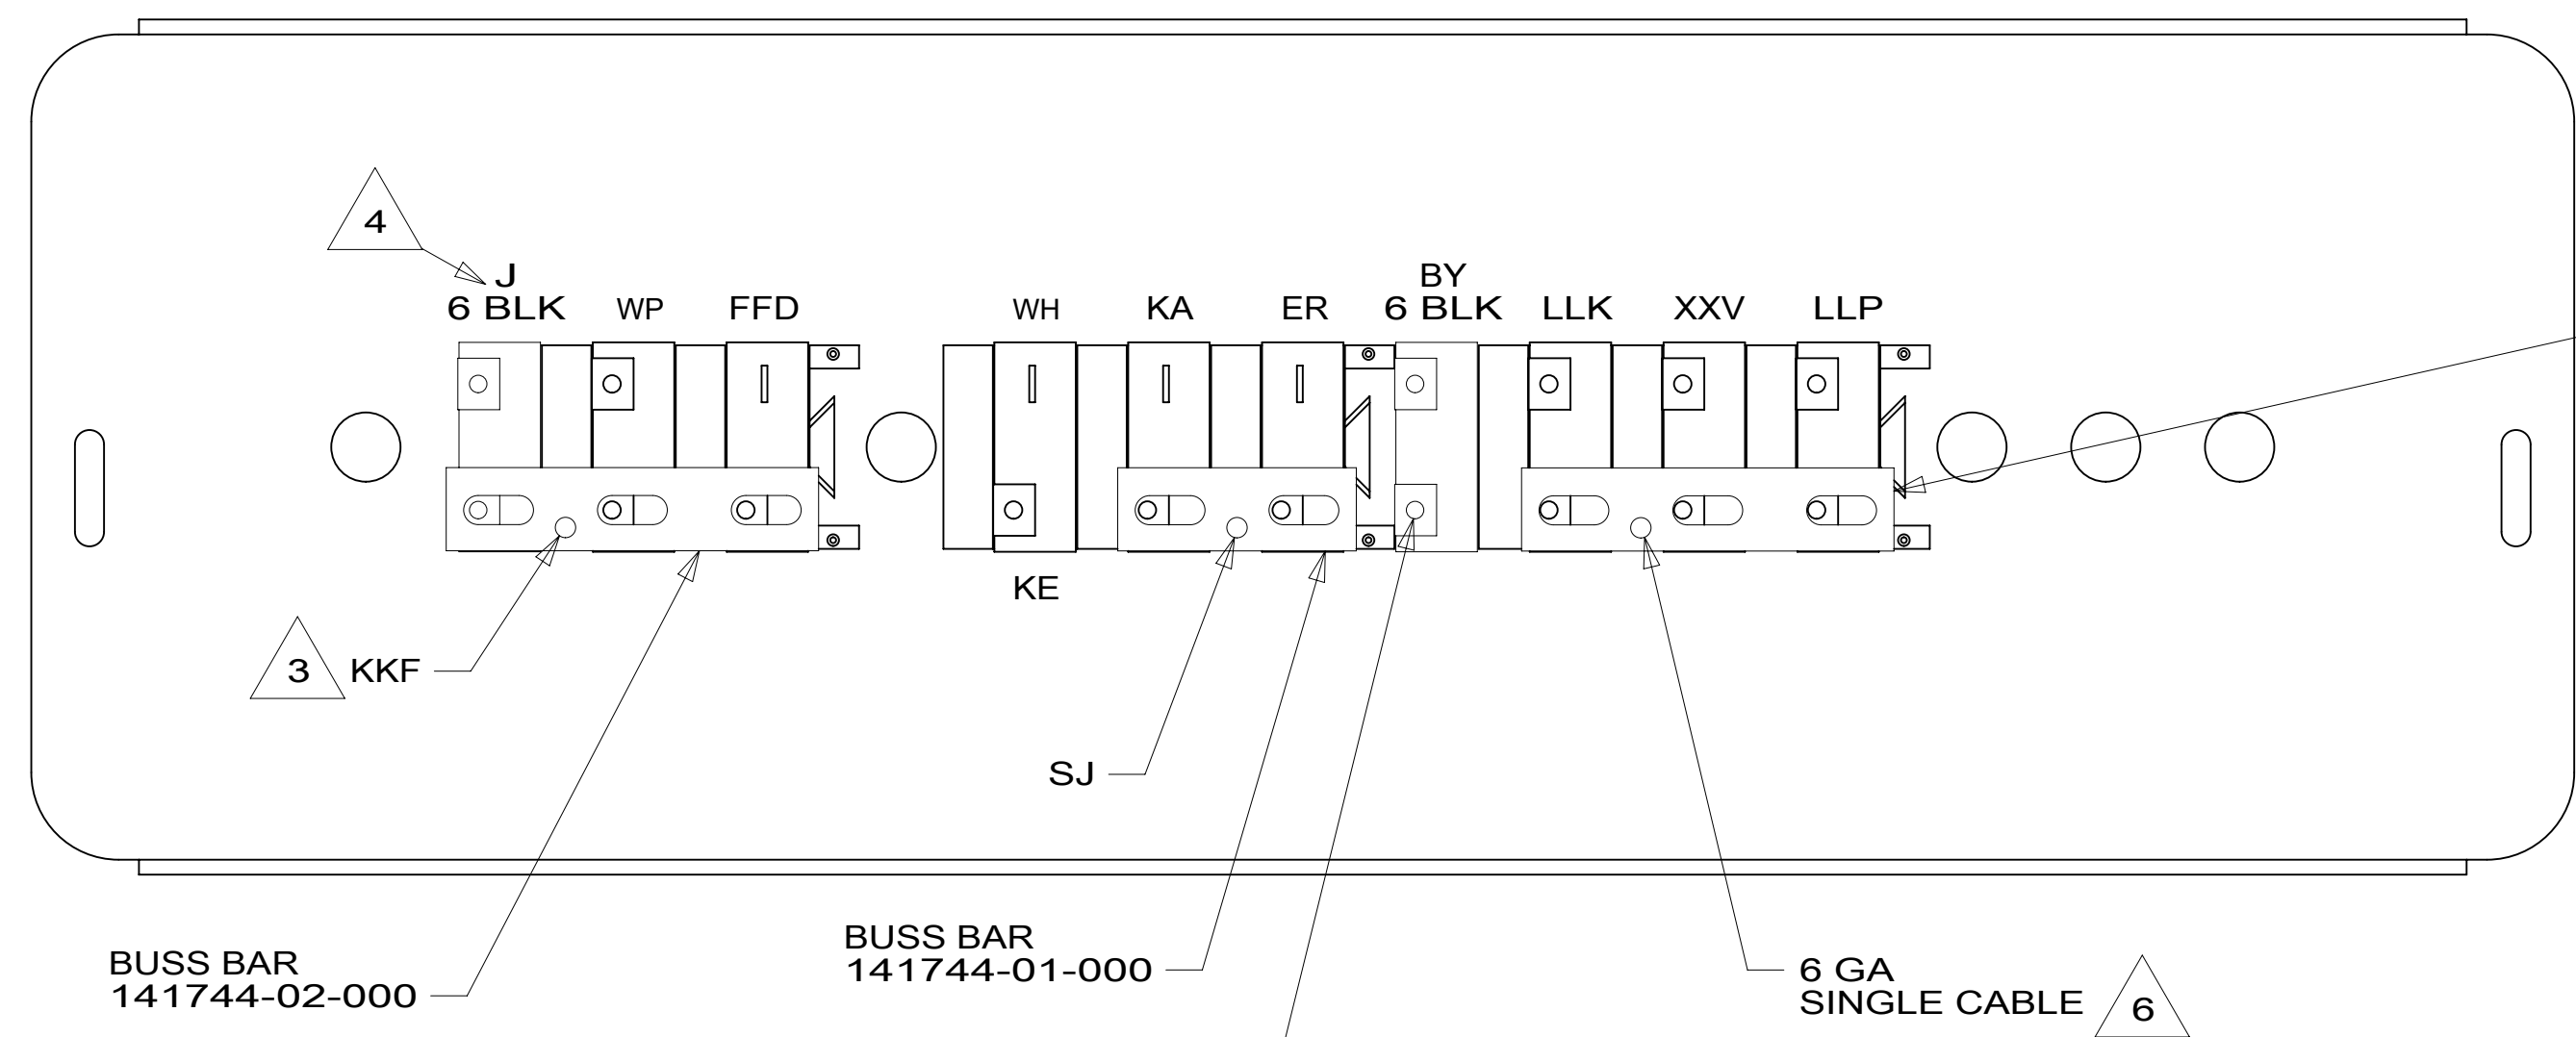 4
J
6 BLK
WP
FFD
WH
KA
ER
BY
6 BLK
LLK
XXV
LLP
KE
3
KKF
SJ
BUSS BAR
141744-02-000
BUSS BAR
141744-01-000
6 GA
SINGLE CABLE
6